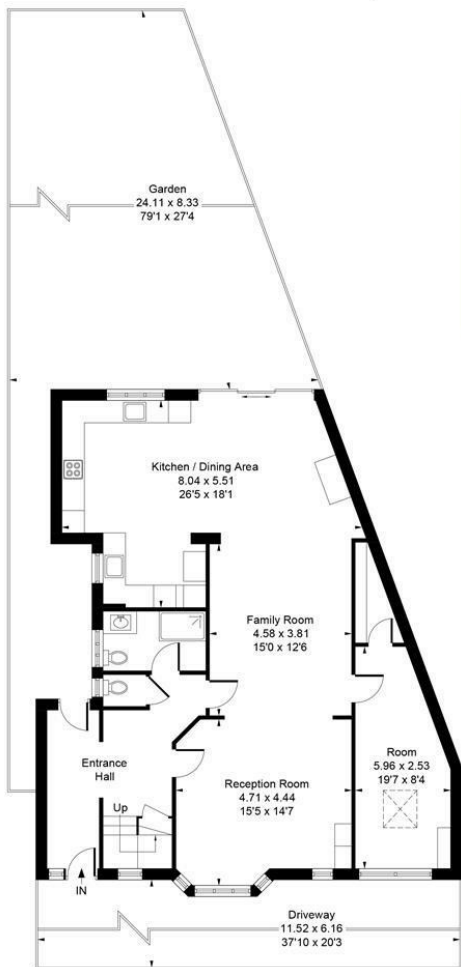 Garden
24.11 x 8.33
79'1 x 27'4
Kitchen / Dining Area
8.04 x 5.51
26'5 x 18'1
Family Room
4.58 x 3.81
15'0 x 12'6
Entrance
Hall
Room
5.96 x 2.53
19'7 x 8'4
Reception Room
4.71 x 4.44
15'5 x 14'7
Up
IN
Driveway
11.52 x 6.16
37'10 x 20'3